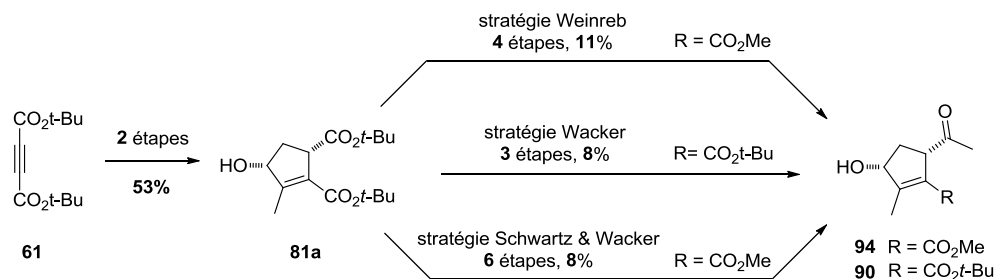 stratégie Weinreb
4 étapes, 11%
R = CO₂Me
CO₂t-Bu
CO₂t-Bu
61
2 étapes
53%
HO
CO₂t-Bu
CO₂t-Bu
81a
stratégie Wacker
3 étapes, 8%
R= CO₂t-Bu
stratégie Schwartz & Wacker
6 étapes, 8%
R = CO₂Me
O
HO
R
94 R = CO₂Me
90 R = CO₂t-Bu